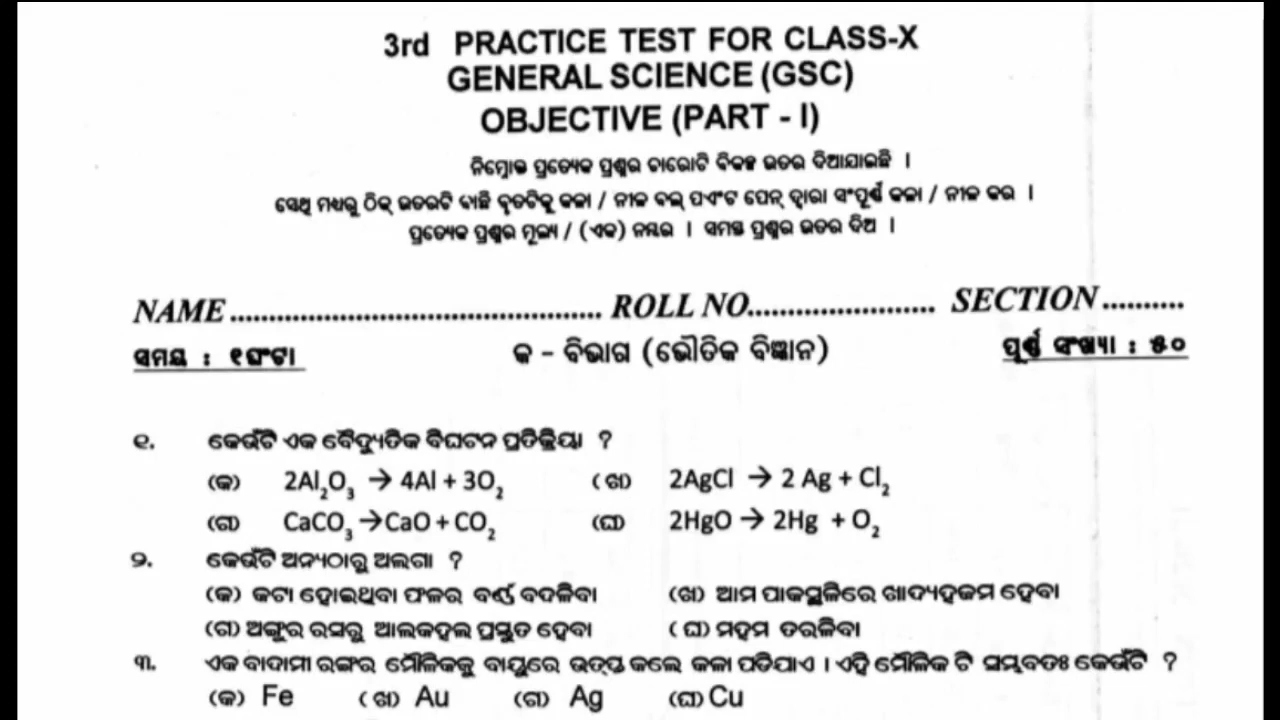 3rd PRACTICE TEST FOR CLASS-X
GENERAL SCIENCE (GSC)
OBJECTIVE (PART - I)
ନିମ୍ନୋକ୍ତ ପ୍ରତ୍ୟେକ ପ୍ରଶ୍ନର ଚାରୋଟି ବିକଳ୍ପ ଉତ୍ତର ଦିଆଯାଇଛି ।
ସେଥି ମଧ୍ୟରୁ ଠିକ୍ ଉତ୍ତରଟି ବାଛି ବୃତ୍ତଟିକୁ କଳା / ନୀଳ ବଲ୍ ପଏଂଟ ପେନ୍ ଦ୍ୱାରା ସଂପୂର୍ଣ୍ଣ କଳା / ନୀଳ କର ।
ପ୍ରତ୍ୟେକ ପ୍ରଶ୍ନର ମୂଲ୍ୟ / (ଏକ) ନମ୍ବର । ସମସ୍ତ ପ୍ରଶ୍ନର ଉତ୍ତର ଦିଅ ।
NAME ............................................... ROLL NO....................... SECTION ..........
ସମୟ : ୧ଘଂଟା କ - ବିଭାଗ (ଭୌତିକ ବିଜ୍ଞାନ) ପୂର୍ଣ୍ଣ ସଂଖ୍ୟା : ୫୦
୧. କେଉଁଟି ଏକ ବୈଦ୍ୟୁତିକ ବିଘଟନ ପ୍ରତିକ୍ରିୟା ?
(କ) 2Al₂O₃ → 4Al + 3O₂ (ଖ) 2AgCl → 2 Ag + Cl₂
(ଗ) CaCO₃ →CaO + CO₂ (ଘ) 2HgO → 2Hg + O₂
୨. କେଉଁଟି ଅନ୍ୟଠାରୁ ଅଲଗା ?
(କ) କଟା ହୋଇଥିବା ଫଳର ବର୍ଣ୍ଣ ବଦଳିବା (ଖ) ଆମ ପାକସ୍ଥଳିରେ ଖାଦ୍ୟହଜମ ହେବା
(ଗ) ଅଙ୍ଗୁର ରସରୁ ଆଲକହଲ ପ୍ରସ୍ତୁତ ହେବା (ଘ) ମହମ ତରଳିବା
୩. ଏକ ବାଦାମୀ ରଙ୍ଗର ମୌଳିକକୁ ବାୟୁରେ ଉତପ୍ତ କଲେ କଳା ପଡିଯାଏ । ଏହି ମୌଳିକ ଟି ସମ୍ଭବତଃ କେଉଁଟି ?
(କ) Fe (ଖ) Au (ଗ) Ag (ଘ) Cu